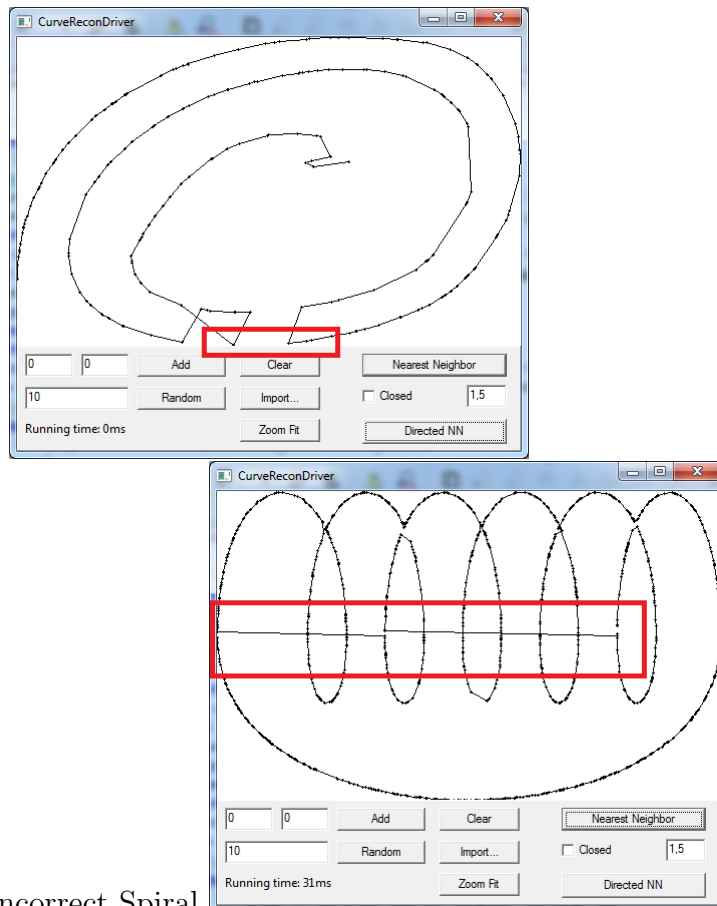 CurveReconDriver
0 0 Add Clear Nearest Neighbor
10 Random Import... Closed 1,5
Running time: 0ms Zoom Fit Directed NN
CurveReconDriver
0 0 Add Clear Nearest Neighbor
10 Random Import... Closed 1,5
Running time: 31ms Zoom Fit Directed NN
Spiral